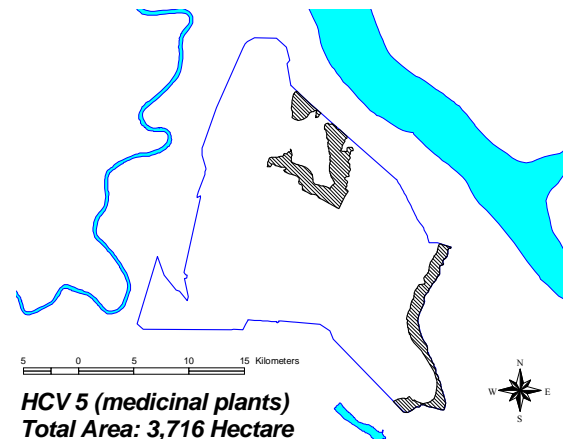 5 0 5 10 15 Kilometers
N
W E
S
HCV 5 (medicinal plants)
Total Area: 3,716 Hectare